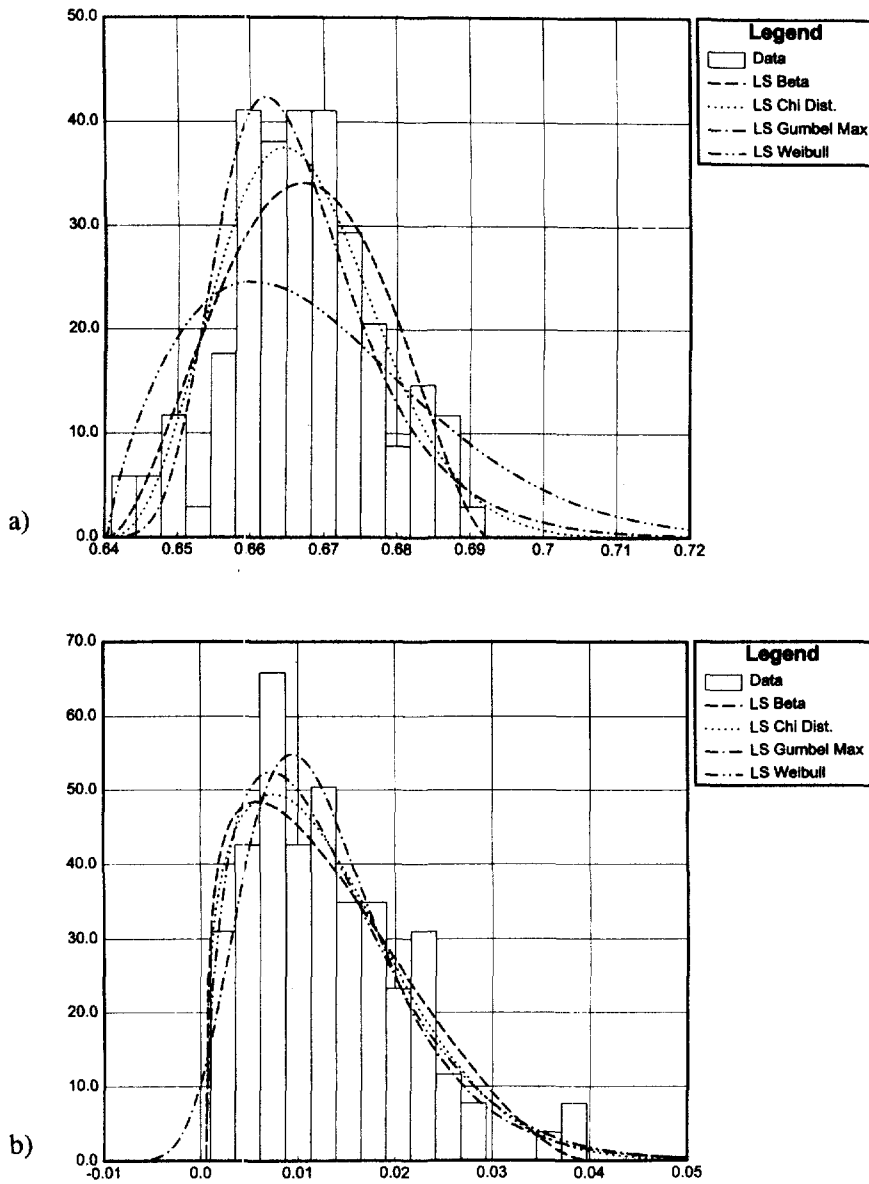 50.0
40.0
30.0
20.0
10.0
0.0
0.64
0.65
0.66
0.67
0.68
0.69
0.7
0.71
0.72
Legend
Data
LS Beta
LS Chi Dist.
LS Gumbel Max
LS Weibull
a)
70.0
60.0
50.0
40.0
30.0
20.0
10.0
0.0
-0.01
0.0
0.01
0.02
0.03
0.04
0.05
Legend
Data
LS Beta
LS Chi Dist.
LS Gumbel Max
LS Weibull
b)